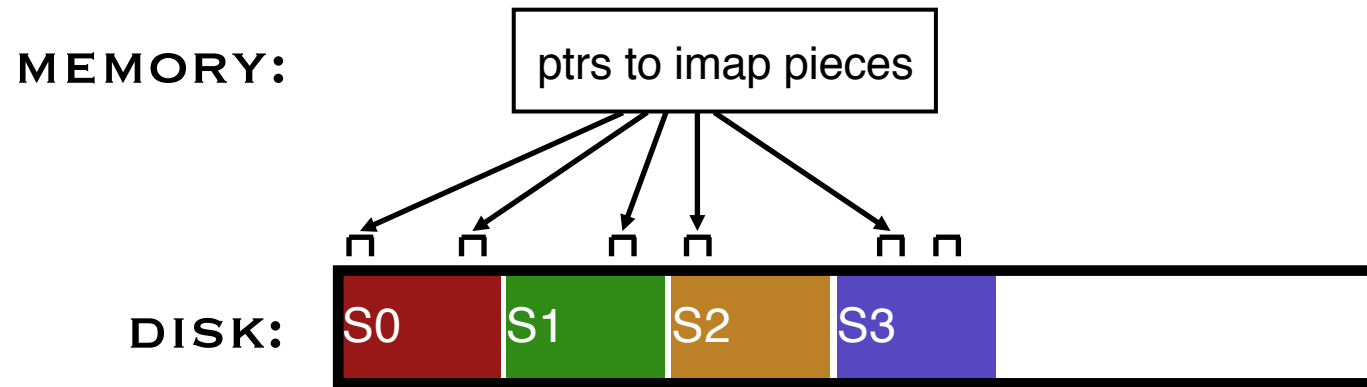 MEMORY:
ptrs to imap pieces
DISK:
S0
S1
S2
S3